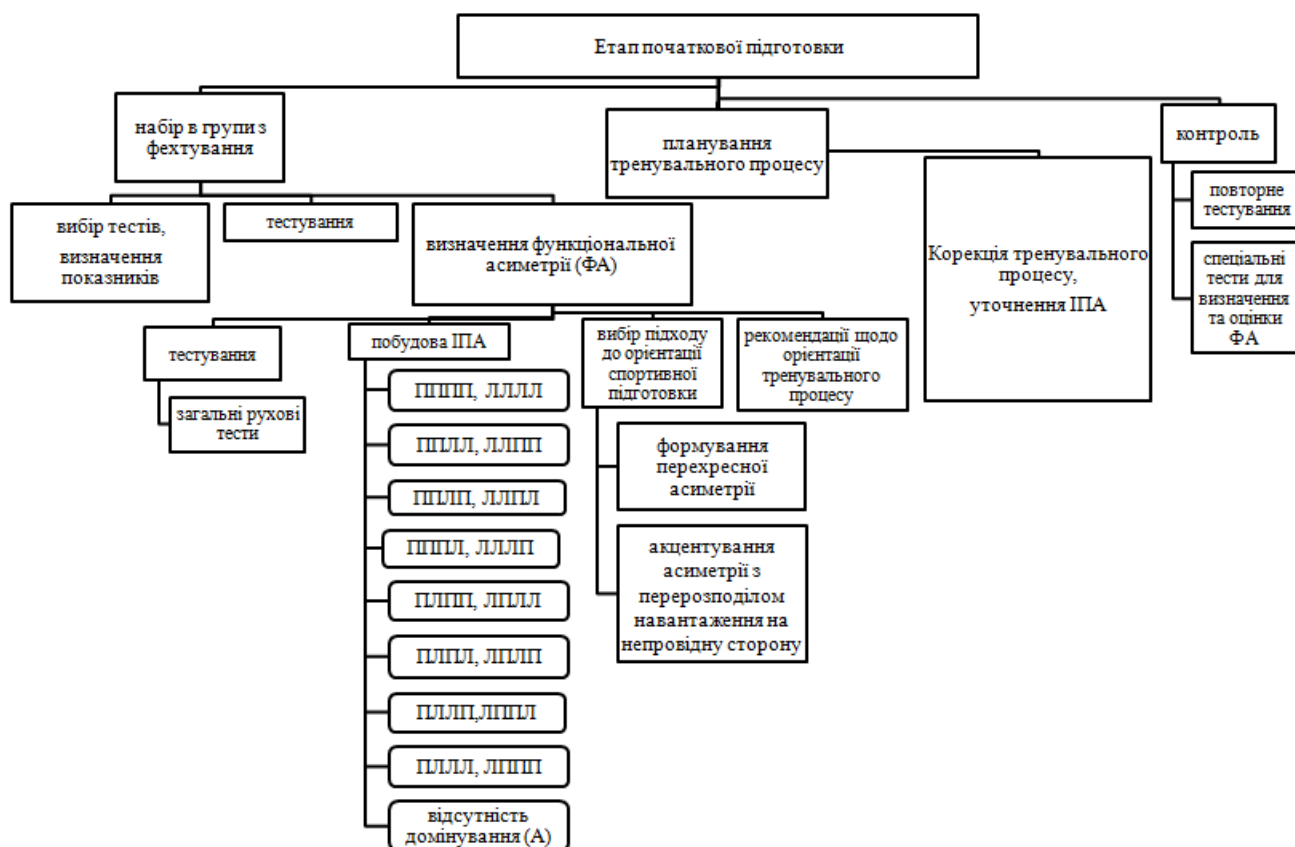 Етап початкової підготовки
набір в групи з
фехтування
планування
тренувального процесу
контроль
вибір тестів,
визначення
показників
тестування
визначення функціональної
асиметрії (ФА)
Корекція тренувального
процесу,
уточнення ІПА
повторне
тестування
спеціальні
тести для
визначення
та оцінки
ФА
тестування
загальні рухові
тести
побудова ІПА
ПППП, ЛЛЛЛ
ППЛЛ, ЛЛПП
ППЛП, ЛЛПЛ
ПППЛ, ЛЛЛП
ПЛПП, ЛПЛЛ
ПЛПЛ, ЛПЛП
ПЛЛП,ЛППЛ
ПЛЛЛ, ЛППП
відсутність
домінування (А)
вибір підходу
до орієнтації
спортивної
підготовки
формування
перехресної
асиметрії
акцентування
асиметрії з
перерозподілом
навантаження на
непровідну сторону
рекомендації щодо
орієнтації
тренувального
процесу